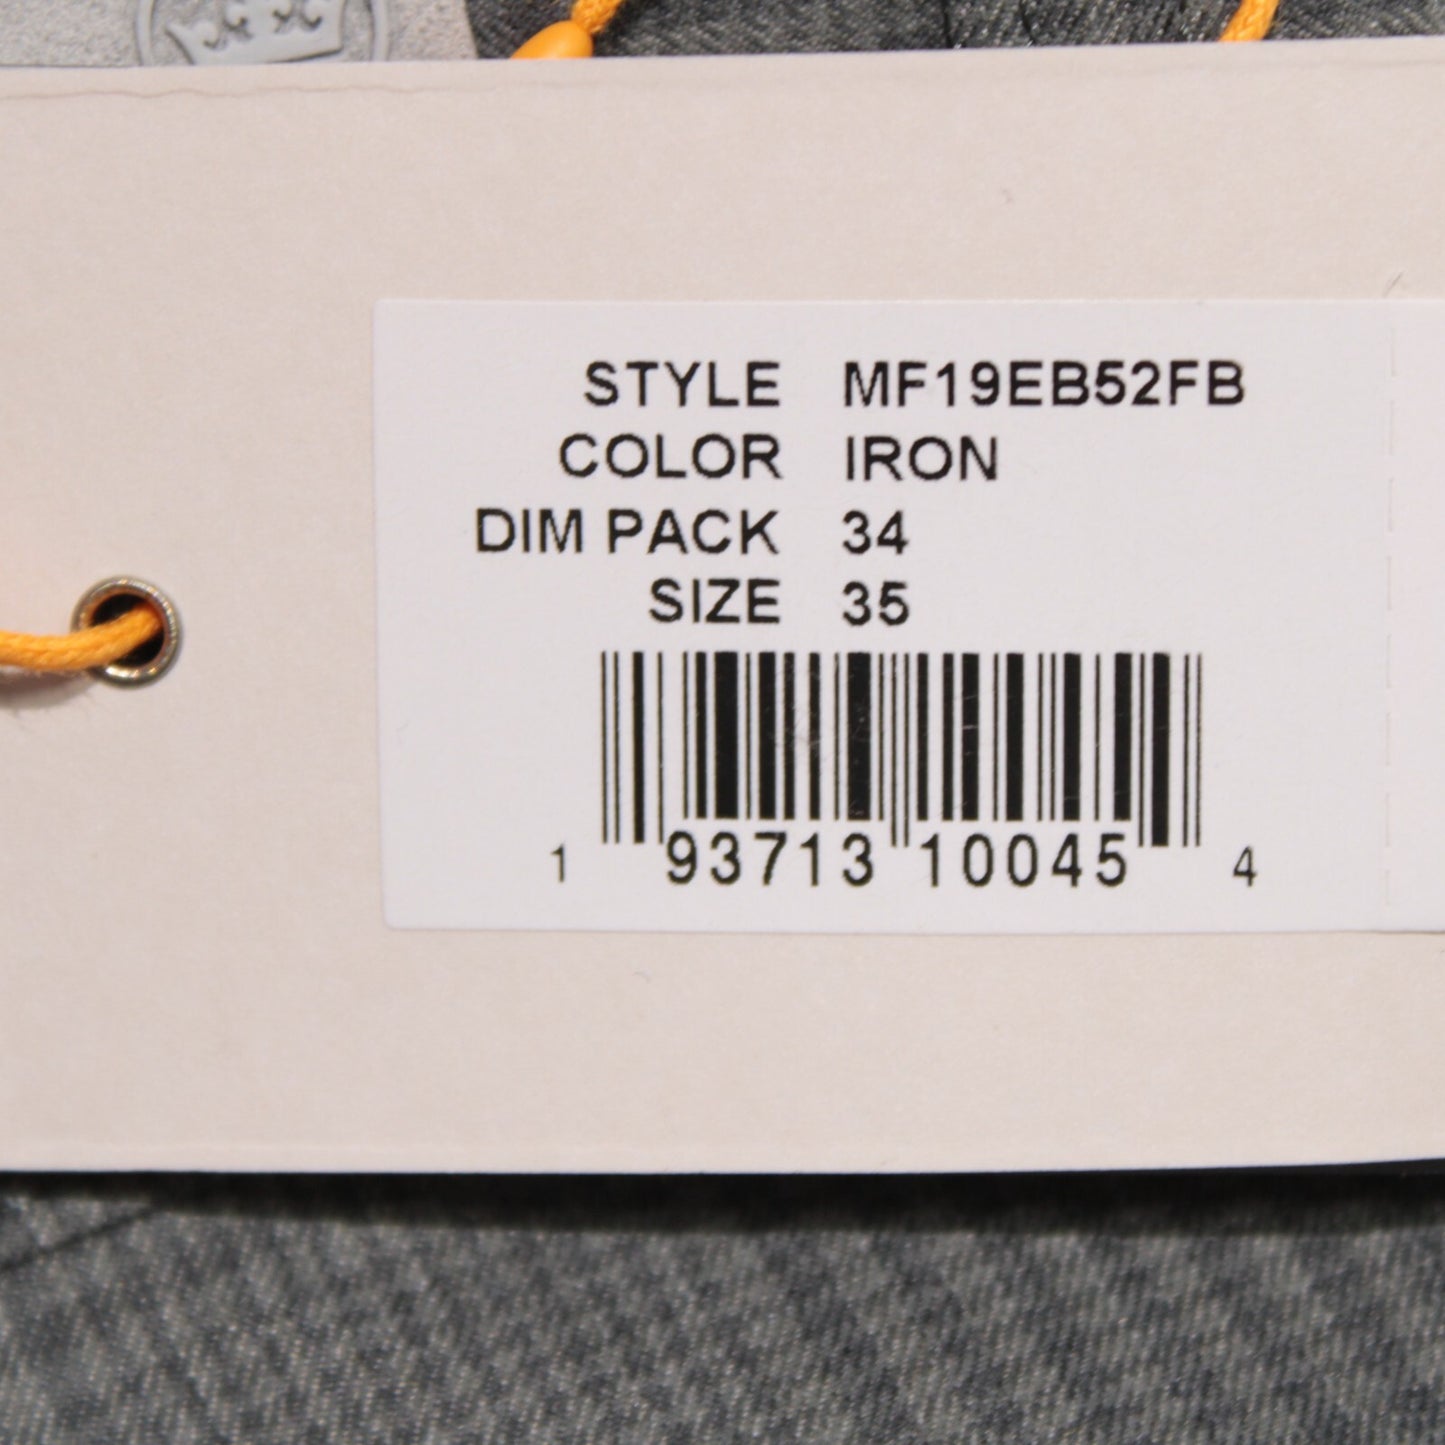 STYLE MF19EB52FB
COLOR IRON
DIM PACK 34
SIZE 35
1 93713 10045 4